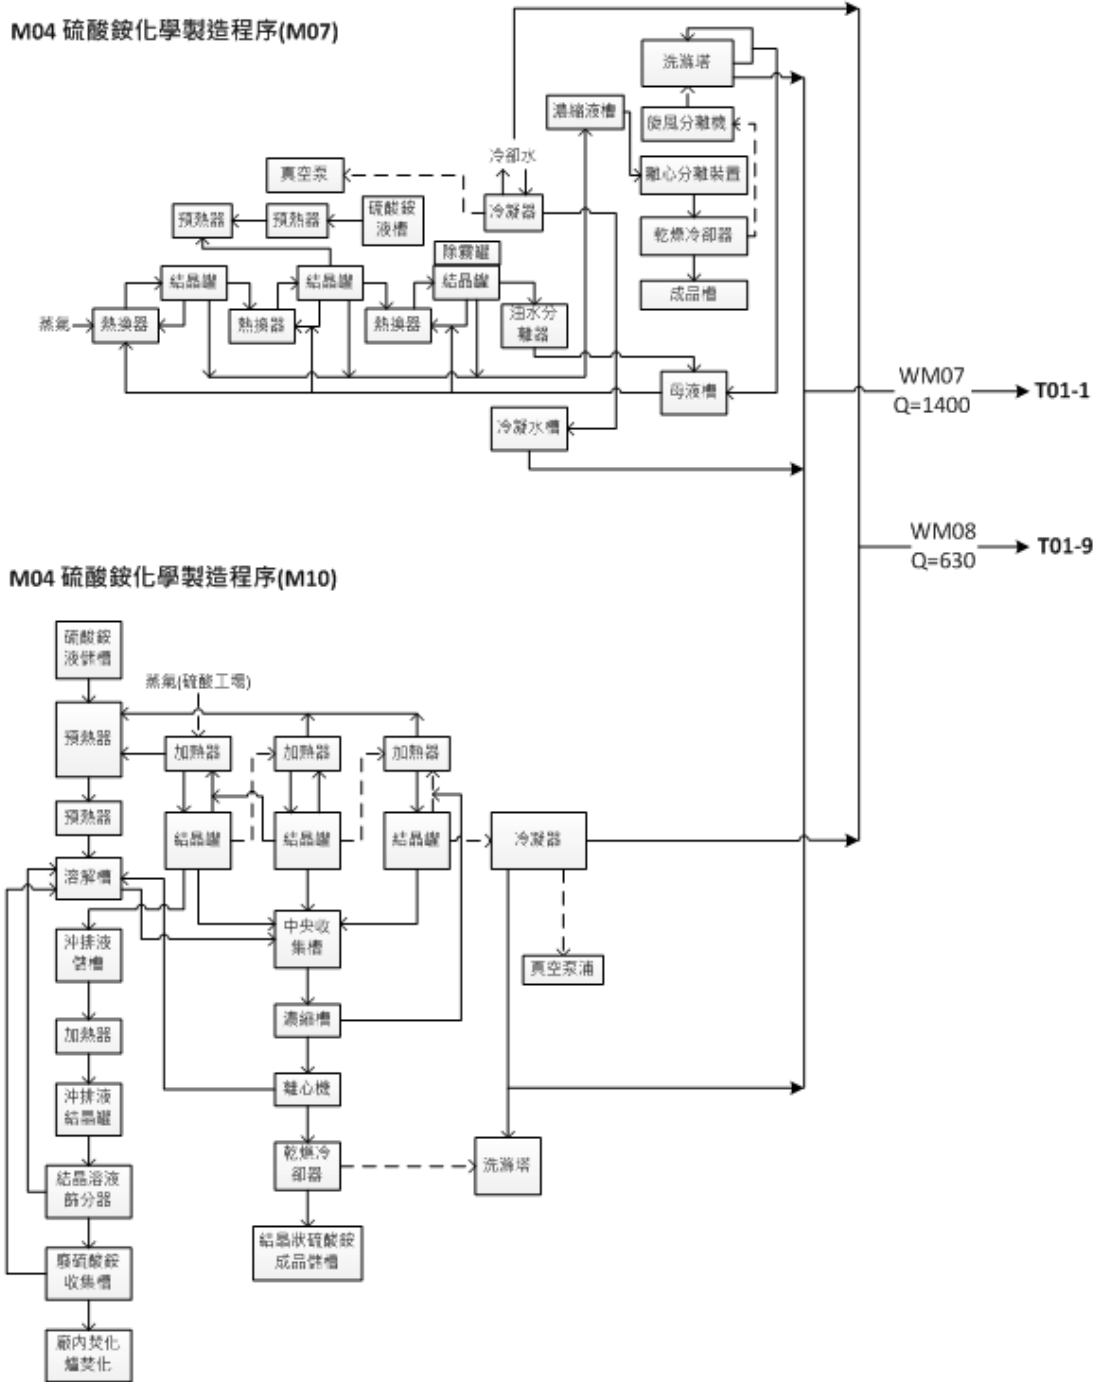 M04 硫酸銨化學製造程序(M07)
洗滌塔
濃縮液槽
旋風分離機
冷卻水
真空泵
離心分離裝置
冷凝器
預熱器
預熱器
硫酸銨
液槽
乾燥冷卻器
除霧罐
結晶罐
結晶罐
結晶罐
成品槽
蒸氣
熱換器
熱換器
熱換器
油水分
離器
母液槽
WM07
Q=1400
T01-1
冷凝水槽
WM08
Q=630
T01-9
M04 硫酸銨化學製造程序(M10)
硫酸銨
液儲槽
蒸氣(硫酸工場)
預熱器
加熱器
加熱器
加熱器
預熱器
結晶罐
結晶罐
結晶罐
冷凝器
溶解槽
中央收
集槽
沖排液
儲槽
真空泵浦
濃縮槽
加熱器
離心機
沖排液
結晶罐
乾燥冷
卻器
洗滌塔
結晶溶液
篩分器
結晶狀硫酸銨
成品儲槽
廢硫酸銨
收集槽
廠內焚化
爐焚化